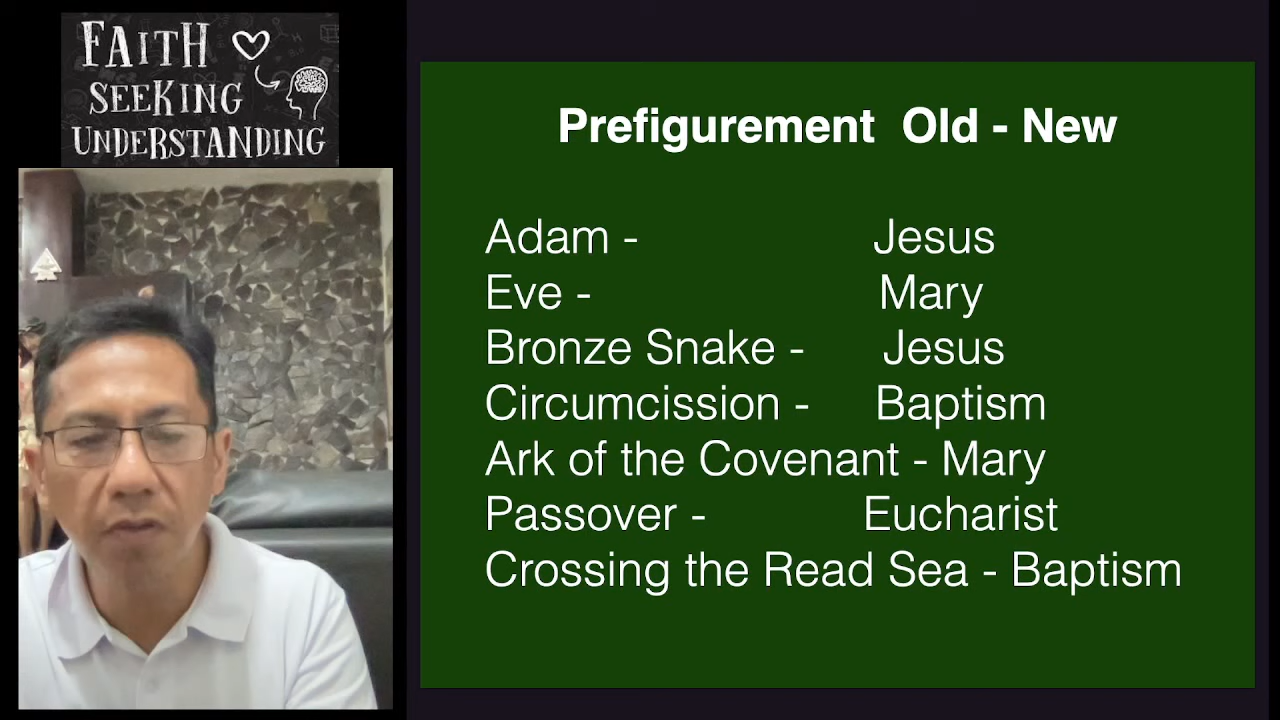 FAITH
SEEKING
UNDERSTANDING
Prefigurement Old - New
Adam - Jesus
Eve - Mary
Bronze Snake - Jesus
Circumcission - Baptism
Ark of the Covenant - Mary
Passover - Eucharist
Crossing the Read Sea - Baptism